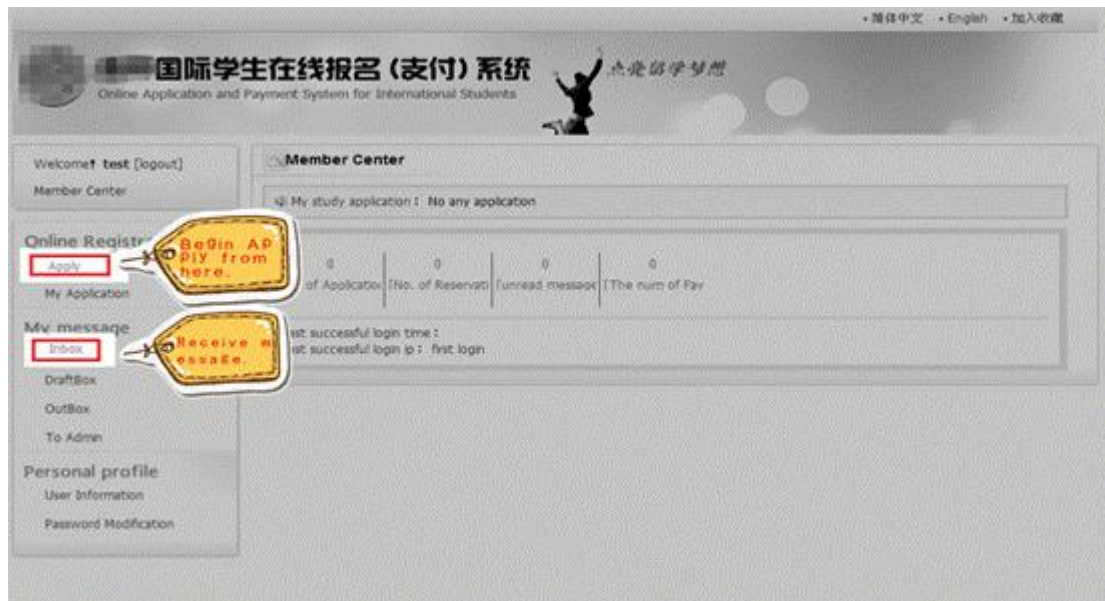 • 简体中文 • English • 加入收藏
国际学生在线报名 (支付) 系统
点亮留学梦想
Online Application and Payment System for International Students
Welcome! test [logout]
Member Center
Member Center
My study application : No any application
Online Registr
Begin AP
Ply from
here.
Apply
My Application
0 0 0 0
of Application No. of Reservati unread message The num of Pay
My message
Receive m
essage.
Inbox
st successful login time :
st successful login ip : first login
DraftBox
OutBox
To Admin
Personal profile
User Information
Password Modification